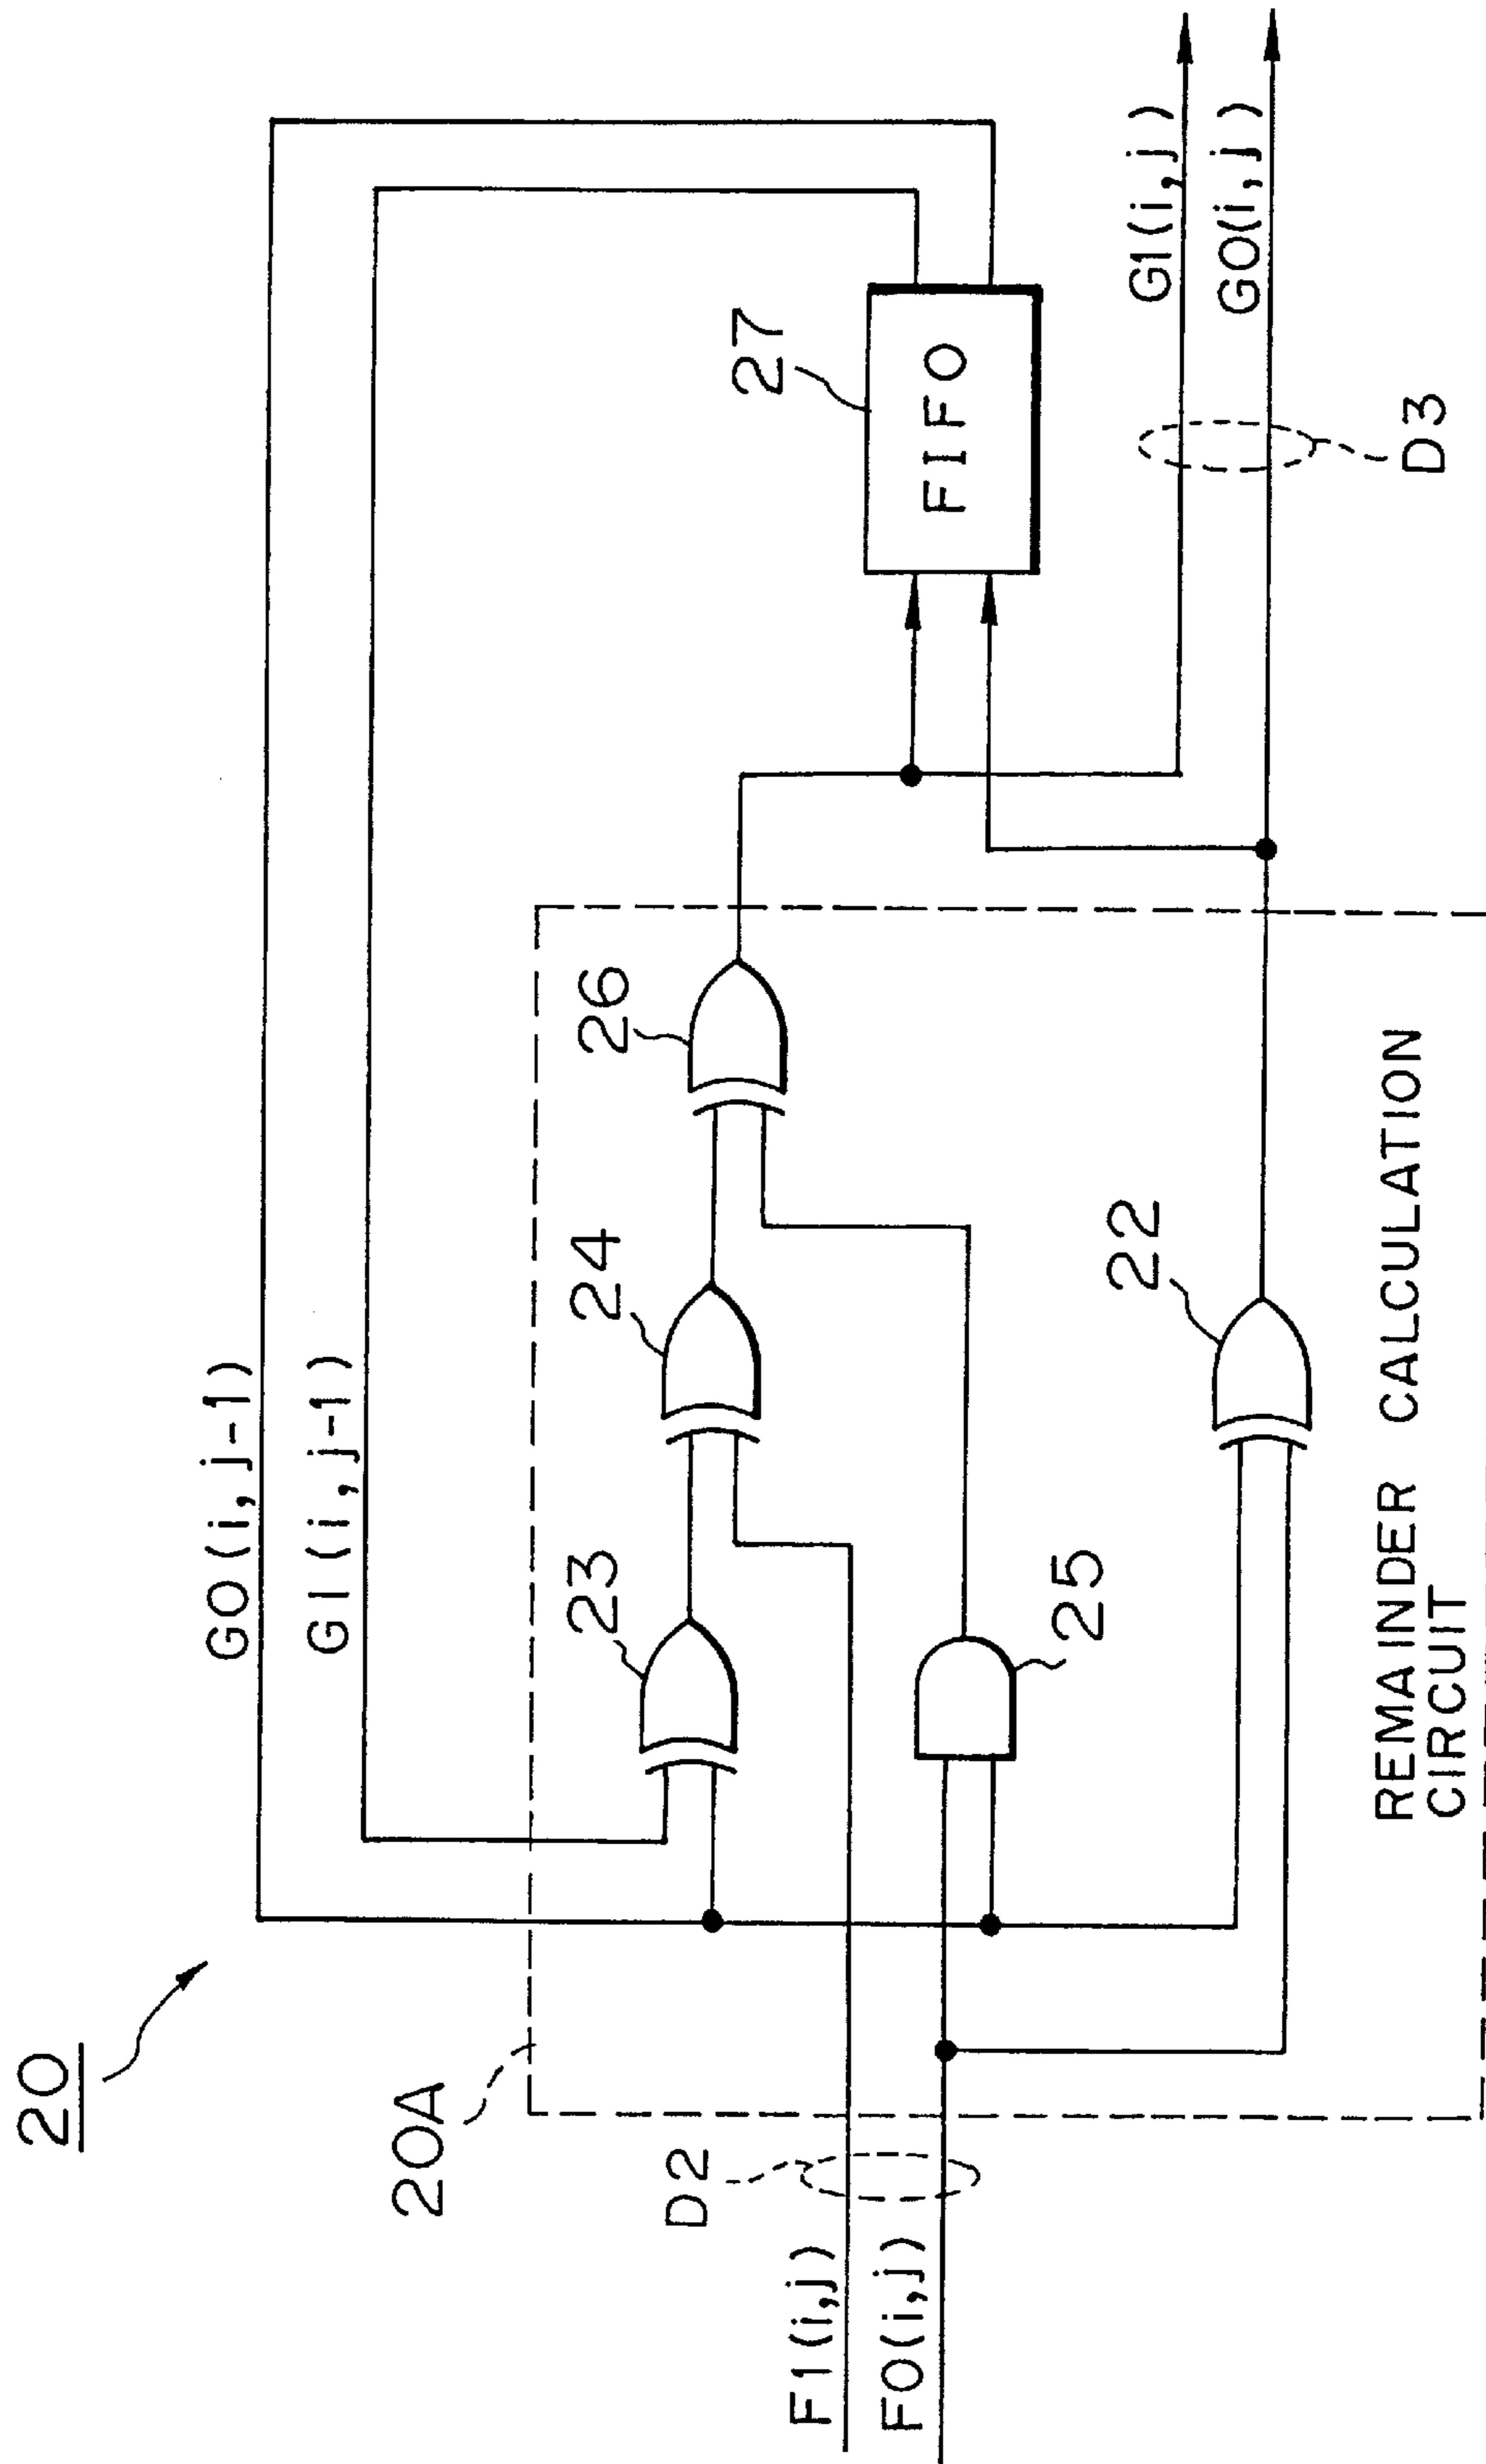 20
20A
G0(i,j-1)
G1(i,j-1)
D2
F1(i,j)
F0(i,j)
23
24
26
25
22
27
FIFO
G1(i,j)
G0(i,j)
D3
REMAINDER CALCULATION
CIRCUIT